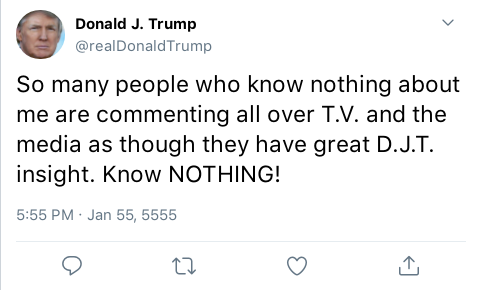 Donald J. Trump
@realDonaldTrump
So many people who know nothing about
me are commenting all over T.V. and the
media as though they have great D.J.T.
insight. Know NOTHING!
5:55 PM · Jan 55, 5555